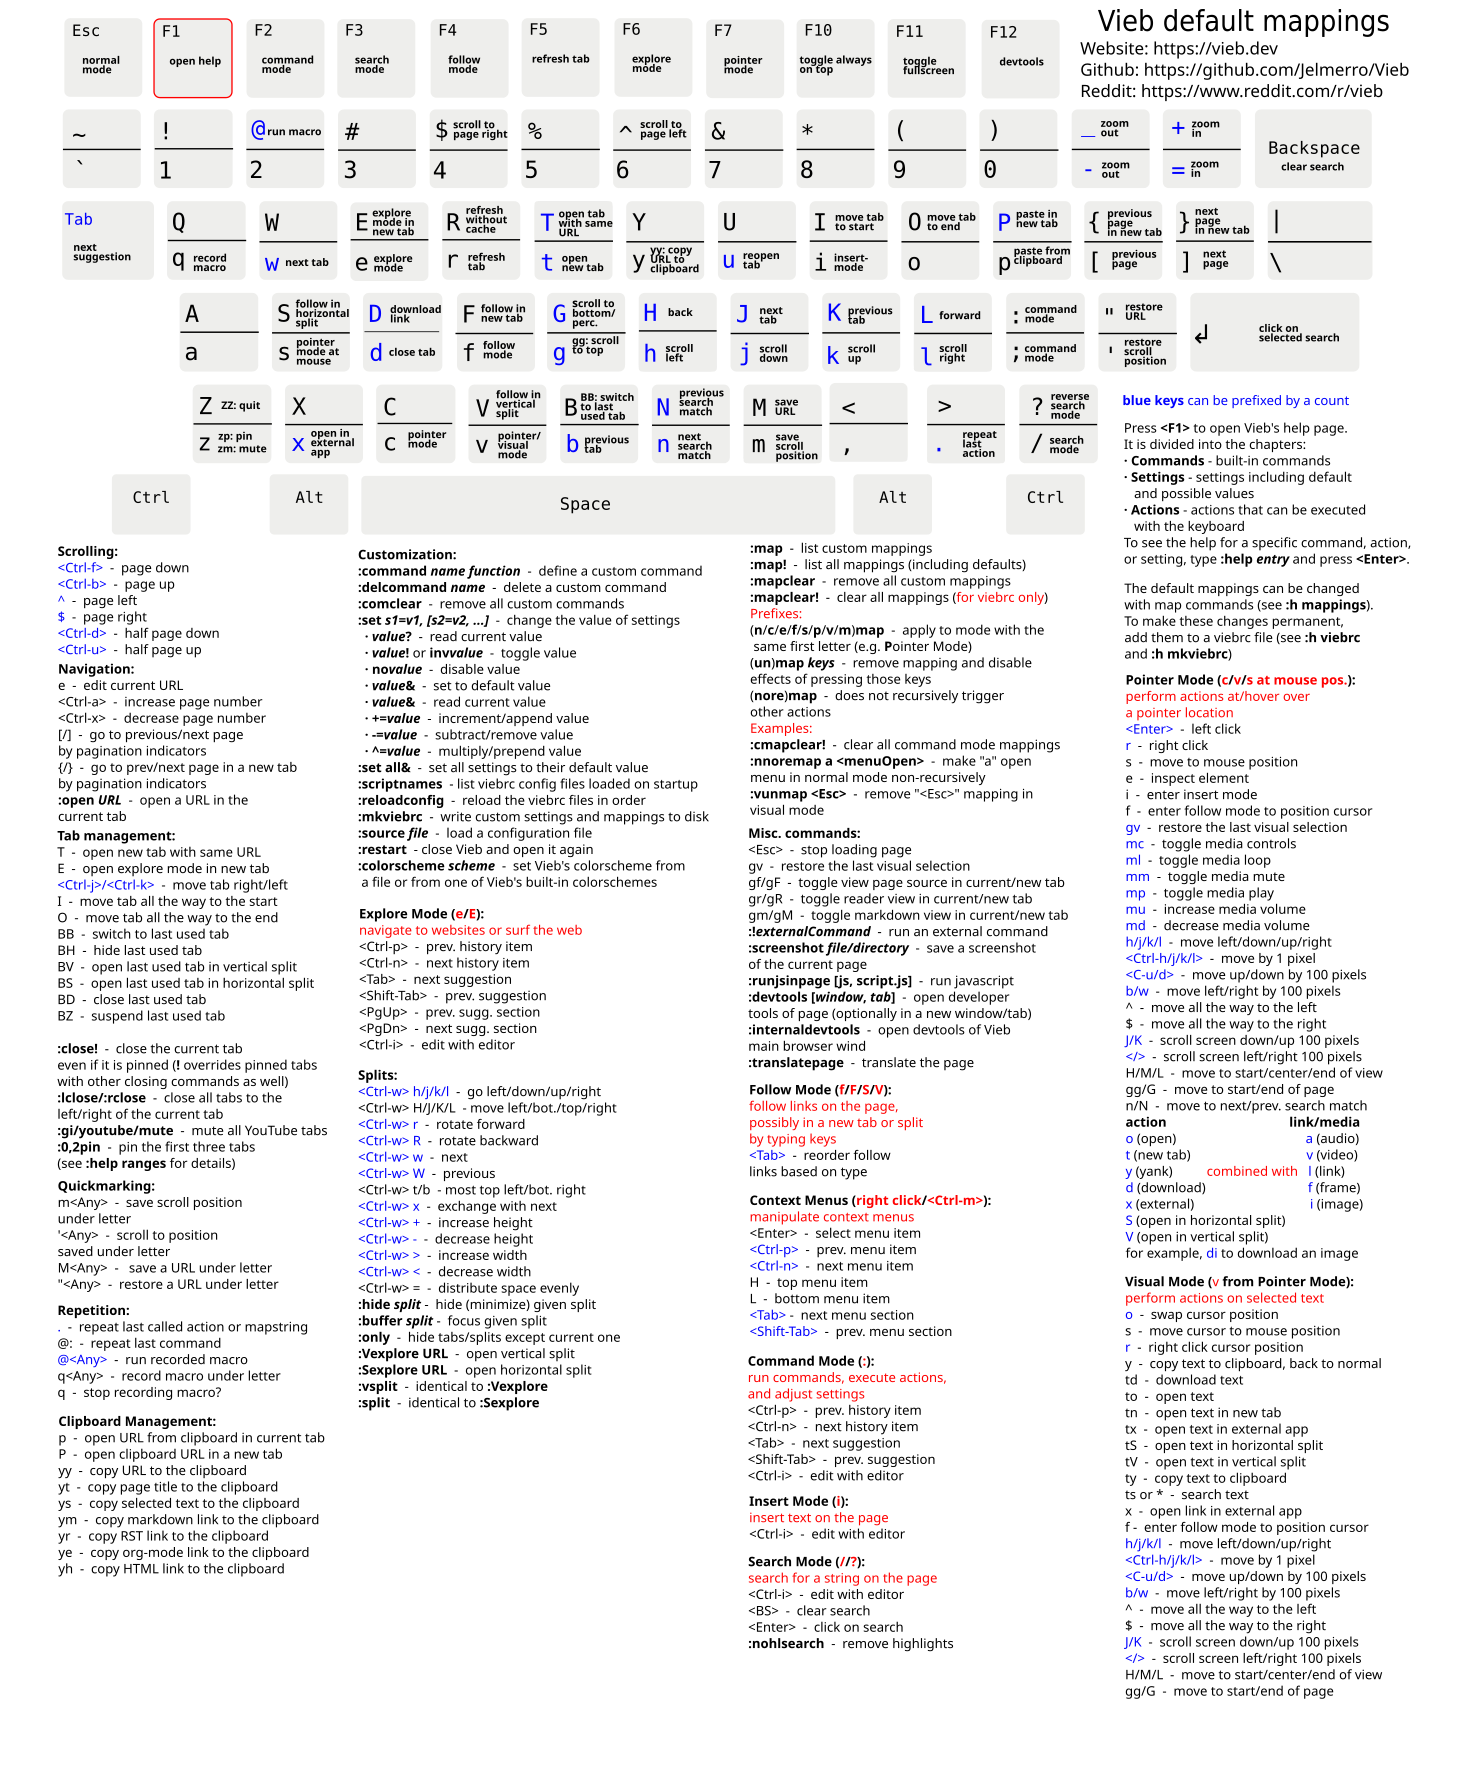 Vieb default mappings
Website: https://vieb.dev
Github: https://github.com/Jelmerro/Vieb
Reddit: https://www.reddit.com/r/vieb
Esc
normal
mode
F1
open help
F2
command
mode
F3
search
mode
F4
follow
mode
F5
refresh tab
F6
explore
mode
F7
pointer
mode
F10
toggle always
on top
F11
toggle
fullscreen
F12
devtools
~
`
!
1
@ run macro
2
#
3
$ scroll to
page right
4
%
5
^ scroll to
page left
6
&
7
*
8
(
9
)
0
_ zoom
out
- zoom
out
+ zoom
in
= zoom
in
Backspace
clear search
Tab
next
suggestion
Q
q record
macro
W
w next tab
E explore
mode in
new tab
e explore
mode
R refresh
without
cache
r refresh
tab
T open tab
with same
URL
t open
new tab
Y
y yy: copy
URL to
clipboard
U
u reopen
tab
I move tab
to start
i insert-
mode
O move tab
to end
o
P paste in
new tab
p paste from
clipboard
{ previous
page
in new tab
[ previous
page
} next
page
in new tab
] next
page
|
\
A
a
S follow in
horizontal
split
s pointer
mode at
mouse
D download
link
d close tab
F follow in
new tab
f follow
mode
G scroll to
bottom/
perc.
g gg: scroll
to top
H back
h scroll
left
J next
tab
j scroll
down
K previous
tab
k scroll
up
L forward
l scroll
right
: command
mode
; command
mode
" restore
URL
' restore
scroll
position
↲ click on
selected search
Z ZZ: quit
z zp: pin
zm: mute
X
x open in
external
app
C
c pointer
mode
V follow in
vertical
split
v pointer/
visual
mode
B BB: switch
to last
used tab
b previous
tab
N previous
search
match
n next
search
match
M save
URL
m save
scroll
position
<
,
>
. repeat
last
action
? reverse
search
mode
/ search
mode
Ctrl
Alt
Space
Alt
Ctrl
Scrolling:
<Ctrl-f> - page down
<Ctrl-b> - page up
^ - page left
$ - page right
<Ctrl-d> - half page down
<Ctrl-u> - half page up
Navigation:
e - edit current URL
<Ctrl-a> - increase page number
<Ctrl-x> - decrease page number
[/] - go to previous/next page
by pagination indicators
{/} - go to prev/next page in a new tab
by pagination indicators
:open URL - open a URL in the
current tab
Tab management:
T - open new tab with same URL
E - open explore mode in new tab
<Ctrl-j>/<Ctrl-k> - move tab right/left
I - move tab all the way to the start
O - move tab all the way to the end
BB - switch to last used tab
BH - hide last used tab
BV - open last used tab in vertical split
BS - open last used tab in horizontal split
BD - close last used tab
BZ - suspend last used tab
:close! - close the current tab
even if it is pinned (! overrides pinned tabs
with other closing commands as well)
:lclose/:rclose - close all tabs to the
left/right of the current tab
:gi/youtube/mute - mute all YouTube tabs
:0,2pin - pin the first three tabs
(see :help ranges for details)
Quickmarking:
m<Any> - save scroll position
under letter
'<Any> - scroll to position
saved under letter
M<Any> - save a URL under letter
"<Any> - restore a URL under letter
Repetition:
. - repeat last called action or mapstring
@: - repeat last command
@<Any> - run recorded macro
q<Any> - record macro under letter
q - stop recording macro?
Clipboard Management:
p - open URL from clipboard in current tab
P - open clipboard URL in a new tab
yy - copy URL to the clipboard
yt - copy page title to the clipboard
ys - copy selected text to the clipboard
ym - copy markdown link to the clipboard
yr - copy RST link to the clipboard
ye - copy org-mode link to the clipboard
yh - copy HTML link to the clipboard
Customization:
:command name function - define a custom command
:delcommand name - delete a custom command
:comclear - remove all custom commands
:set s1=v1, [s2=v2, ...] - change the value of settings
· value? - read current value
· value! or invvalue - toggle value
· novalue - disable value
· value& - set to default value
· value& - read current value
· +=value - increment/append value
· -=value - subtract/remove value
· ^=value - multiply/prepend value
:set all& - set all settings to their default value
:scriptnames - list viebrc config files loaded on startup
:reloadconfig - reload the viebrc files in order
:mkviebrc - write custom settings and mappings to disk
:source file - load a configuration file
:restart - close Vieb and open it again
:colorscheme scheme - set Vieb's colorscheme from
a file or from one of Vieb's built-in colorschemes
Explore Mode (e/E):
navigate to websites or surf the web
<Ctrl-p> - prev. history item
<Ctrl-n> - next history item
<Tab> - next suggestion
<Shift-Tab> - prev. suggestion
<PgUp> - prev. sugg. section
<PgDn> - next sugg. section
<Ctrl-i> - edit with editor
Splits:
<Ctrl-w> h/j/k/l - go left/down/up/right
<Ctrl-w> H/J/K/L - move left/bot./top/right
<Ctrl-w> r - rotate forward
<Ctrl-w> R - rotate backward
<Ctrl-w> w - next
<Ctrl-w> W - previous
<Ctrl-w> t/b - most top left/bot. right
<Ctrl-w> x - exchange with next
<Ctrl-w> + - increase height
<Ctrl-w> - - decrease height
<Ctrl-w> > - increase width
<Ctrl-w> < - decrease width
<Ctrl-w> = - distribute space evenly
:hide split - hide (minimize) given split
:buffer split - focus given split
:only - hide tabs/splits except current one
:Vexplore URL - open vertical split
:Sexplore URL - open horizontal split
:vsplit - identical to :Vexplore
:split - identical to :Sexplore
:map - list custom mappings
:map! - list all mappings (including defaults)
:mapclear - remove all custom mappings
:mapclear! - clear all mappings (for viebrc only)
Prefixes:
(n/c/e/f/s/p/v/m)map - apply to mode with the
same first letter (e.g. Pointer Mode)
(un)map keys - remove mapping and disable
effects of pressing those keys
(nore)map - does not recursively trigger
other actions
Examples:
:cmapclear! - clear all command mode mappings
:nnoremap a <menuOpen> - make "a" open
menu in normal mode non-recursively
:vunmap <Esc> - remove "<Esc>" mapping in
visual mode
Misc. commands:
<Esc> - stop loading page
gv - restore the last visual selection
gf/gF - toggle view page source in current/new tab
gr/gR - toggle reader view in current/new tab
gm/gM - toggle markdown view in current/new tab
:!externalCommand - run an external command
:screenshot file/directory - save a screenshot
of the current page
:runjsinpage [js, script.js] - run javascript
:devtools [window, tab] - open developer
tools of page (optionally in a new window/tab)
:internaldevtools - open devtools of Vieb
main browser wind
:translatepage - translate the page
Follow Mode (f/F/S/V):
follow links on the page,
possibly in a new tab or split
by typing keys
<Tab> - reorder follow
links based on type
Context Menus (right click/<Ctrl-m>):
manipulate context menus
<Enter> - select menu item
<Ctrl-p> - prev. menu item
<Ctrl-n> - next menu item
H - top menu item
L - bottom menu item
<Tab> - next menu section
<Shift-Tab> - prev. menu section
Command Mode (:):
run commands, execute actions,
and adjust settings
<Ctrl-p> - prev. history item
<Ctrl-n> - next history item
<Tab> - next suggestion
<Shift-Tab> - prev. suggestion
<Ctrl-i> - edit with editor
Insert Mode (i):
insert text on the page
<Ctrl-i> - edit with editor
Search Mode (//?):
search for a string on the page
<Ctrl-i> - edit with editor
<BS> - clear search
<Enter> - click on search
:nohlsearch - remove highlights
blue keys can be prefixed by a count
Press <F1> to open Vieb's help page.
It is divided into the chapters:
· Commands - built-in commands
· Settings - settings including default
and possible values
· Actions - actions that can be executed
with the keyboard
To see the help for a specific command, action,
or setting, type :help entry and press <Enter>.
The default mappings can be changed
with map commands (see :h mappings).
To make these changes permanent,
add them to a viebrc file (see :h viebrc
and :h mkviebrc)
Pointer Mode (c/v/s at mouse pos.):
perform actions at/hover over
a pointer location
<Enter> - left click
r - right click
s - move to mouse position
e - inspect element
i - enter insert mode
f - enter follow mode to position cursor
gv - restore the last visual selection
mc - toggle media controls
ml - toggle media loop
mm - toggle media mute
mp - toggle media play
mu - increase media volume
md - decrease media volume
h/j/k/l - move left/down/up/right
<Ctrl-h/j/k/l> - move by 1 pixel
<C-u/d> - move up/down by 100 pixels
b/w - move left/right by 100 pixels
^ - move all the way to the left
$ - move all the way to the right
J/K - scroll screen down/up 100 pixels
</> - scroll screen left/right 100 pixels
H/M/L - move to start/center/end of view
gg/G - move to start/end of page
n/N - move to next/prev. search match
action link/media
o (open) a (audio)
t (new tab) v (video)
y (yank) combined with l (link)
d (download) f (frame)
x (external) i (image)
S (open in horizontal split)
V (open in vertical split)
for example, di to download an image
Visual Mode (v from Pointer Mode):
perform actions on selected text
o - swap cursor position
s - move cursor to mouse position
r - right click cursor position
y - copy text to clipboard, back to normal
td - download text
to - open text
tn - open text in new tab
tx - open text in external app
tS - open text in horizontal split
tV - open text in vertical split
ty - copy text to clipboard
ts or * - search text
x - open link in external app
f - enter follow mode to position cursor
h/j/k/l - move left/down/up/right
<Ctrl-h/j/k/l> - move by 1 pixel
<C-u/d> - move up/down by 100 pixels
b/w - move left/right by 100 pixels
^ - move all the way to the left
$ - move all the way to the right
J/K - scroll screen down/up 100 pixels
</> - scroll screen left/right 100 pixels
H/M/L - move to start/center/end of view
gg/G - move to start/end of page